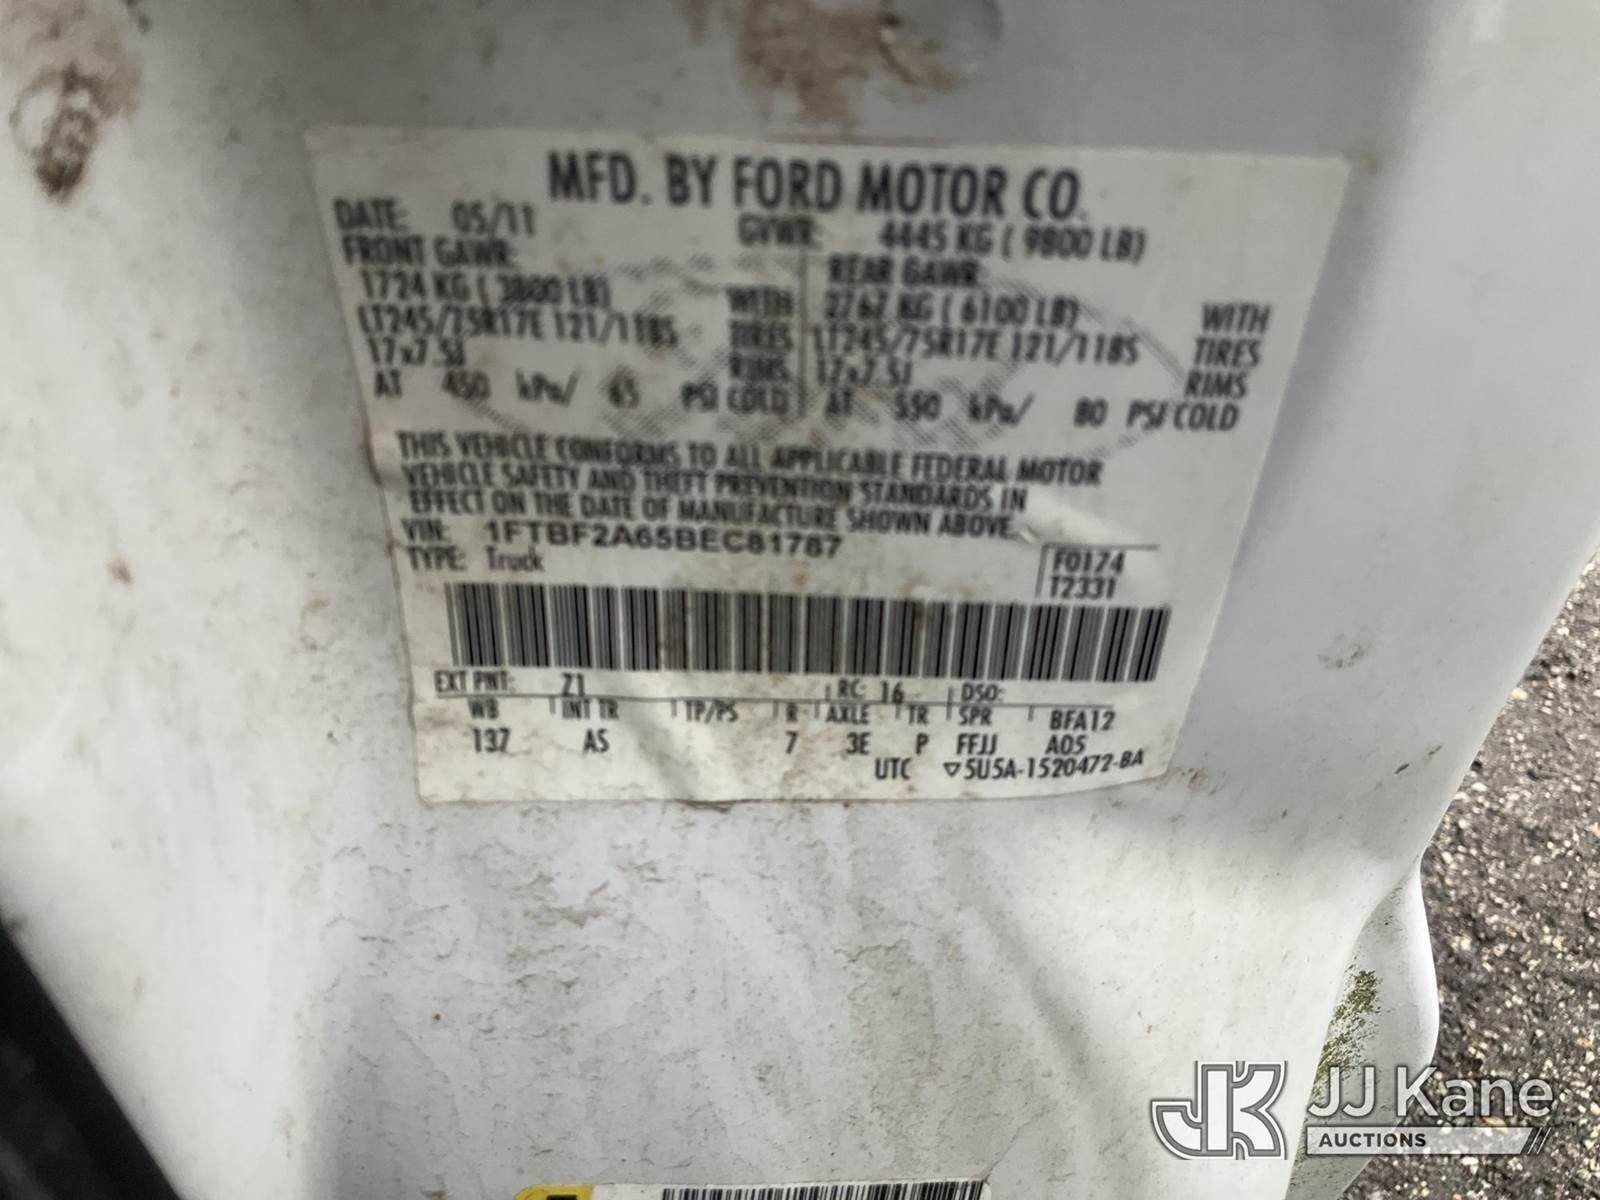 MFD. BY FORD MOTOR CO.
DATE: 05/11 GVWR: 4445 KG ( 9800 LB)
FRONT GAWR: REAR GAWR:
1724 KG ( 3800 LB) WITH 2767 KG ( 6100 LB) WITH
LT245/75R17E 121/118S TIRES LT245/75R17E 121/118S TIRES
17x7.5J RIMS 17x7.5J RIMS
AT 450 kPa/ 65 PSI COLD AT 550 kPa/ 80 PSI COLD
THIS VEHICLE CONFORMS TO ALL APPLICABLE FEDERAL MOTOR
VEHICLE SAFETY AND THEFT PREVENTION STANDARDS IN
EFFECT ON THE DATE OF MANUFACTURE SHOWN ABOVE.
VIN: 1FTBF2A65BEC81787
TYPE: Truck F0174
T2331
EXT PNT: Z1 RC: 16 DSO:
WB INT TR TP/PS R AXLE TR SPR BFA12
137 AS 7 3E P FFJJ A05
UTC ▽5U5A-1520472-BA
JK JJ Kane
AUCTIONS